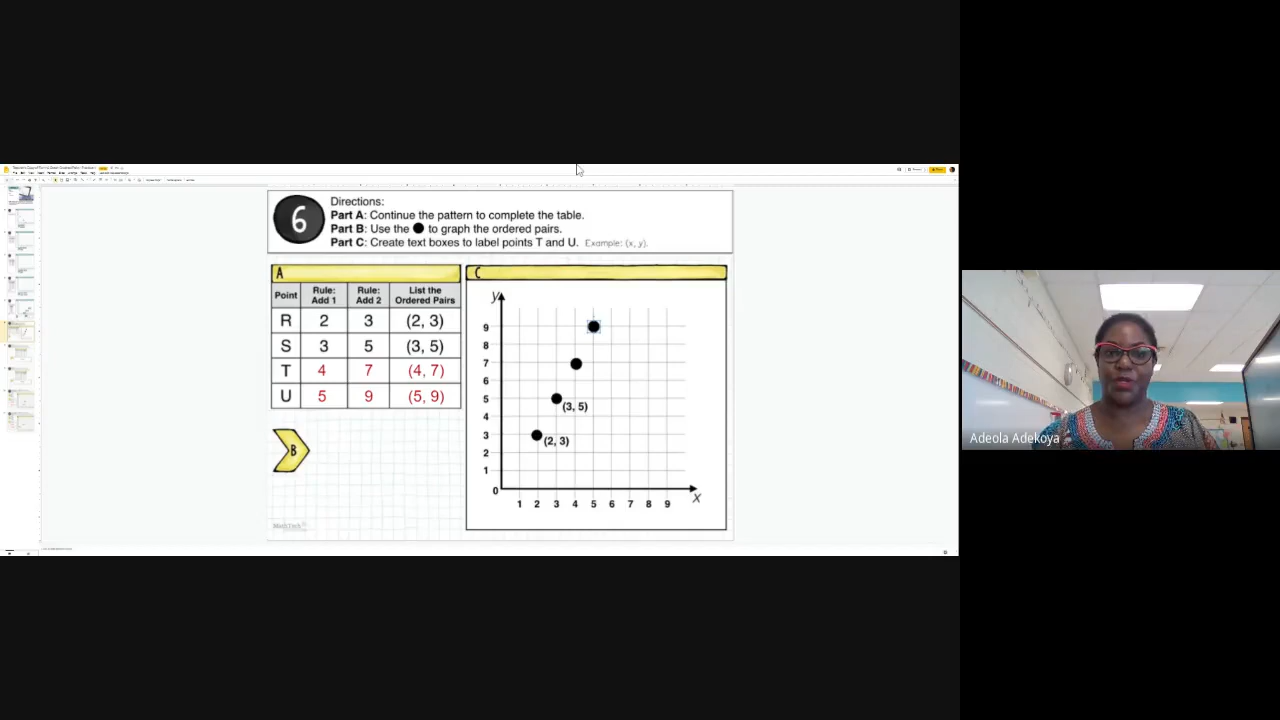 6
Directions:
Part A: Continue the pattern to complete the table.
Part B: Use the ● to graph the ordered pairs.
Part C: Create text boxes to label points T and U. Example: (x, y).
A
Point Rule: Add 1 Rule: Add 2 List the Ordered Pairs
R 2 3 (2, 3)
S 3 5 (3, 5)
T 4 7 (4, 7)
U 5 9 (5, 9)
B
C
y
9
8
7
6
5
(3, 5)
4
3
(2, 3)
2
1
0
1 2 3 4 5 6 7 8 9
x
Adeola Adekoya